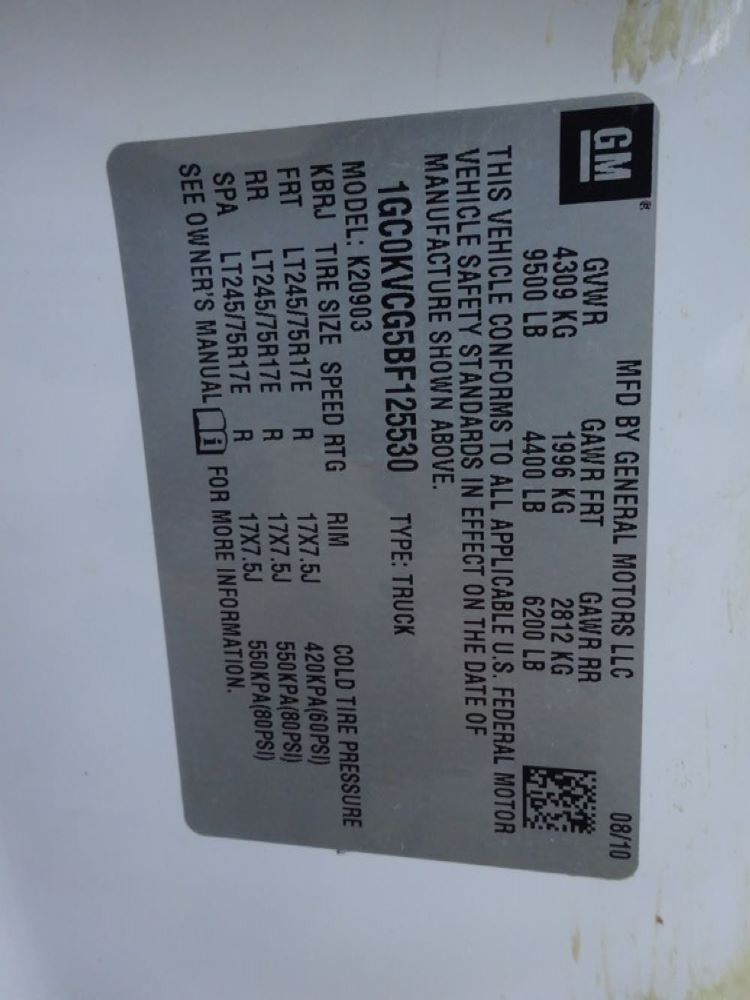 GM®
MFD BY GENERAL MOTORS LLC 08/10
GVWR GAWR FRT GAWR RR
4309 KG 1996 KG 2812 KG
9500 LB 4400 LB 6200 LB
THIS VEHICLE CONFORMS TO ALL APPLICABLE U.S. FEDERAL MOTOR
VEHICLE SAFETY STANDARDS IN EFFECT ON THE DATE OF
MANUFACTURE SHOWN ABOVE.
1GC0KVCG5BF125530 TYPE: TRUCK
MODEL: K20903
KBRJ TIRE SIZE SPEED RTG RIM COLD TIRE PRESSURE
FRT LT245/75R17E R 17X7.5J 420KPA(60PSI)
RR LT245/75R17E R 17X7.5J 550KPA(80PSI)
SPA LT245/75R17E R 17X7.5J 550KPA(80PSI)
SEE OWNER'S MANUAL i FOR MORE INFORMATION.